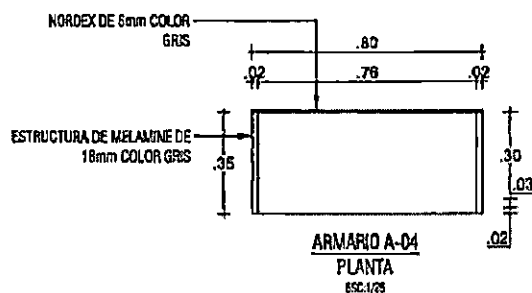 NORDEX DE 6mm COLOR
GRIS
.80
.02
.76
.02
ESTRUCTURA DE MELAMINE DE
18mm COLOR GRIS
.35
.30
.03
.02
ARMARIO A-04
PLANTA
ESC:1/25